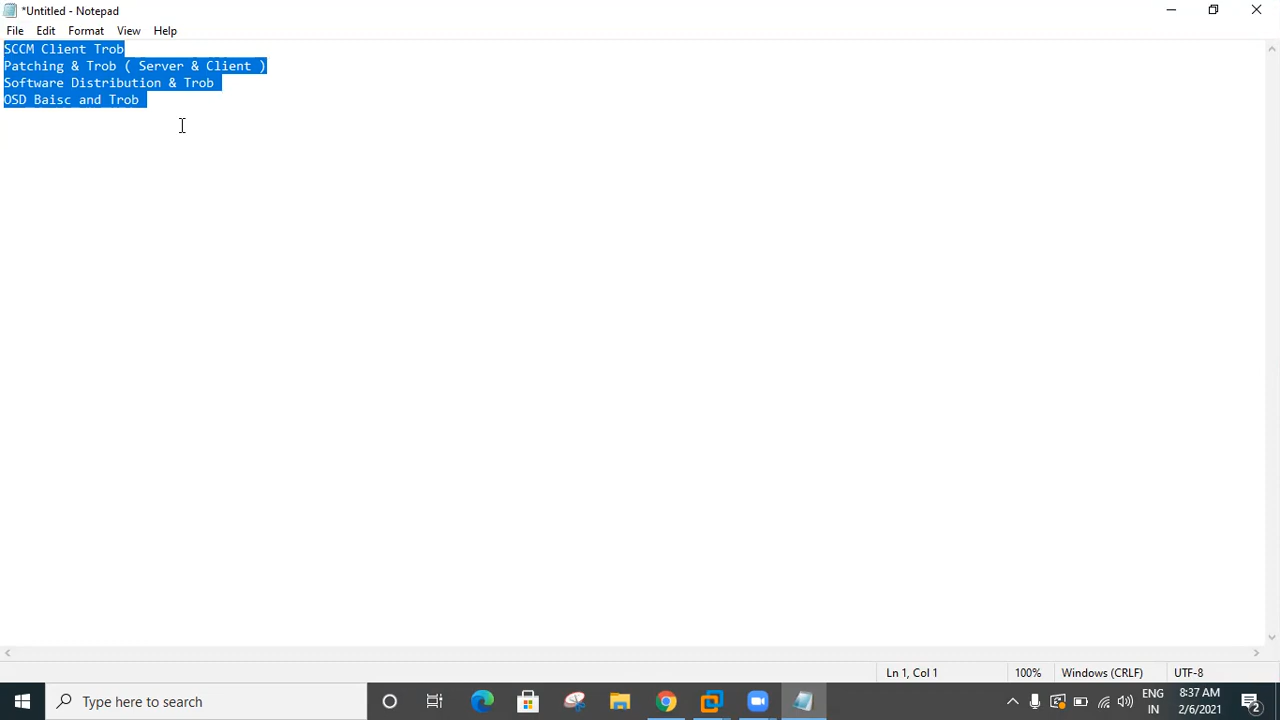 *Untitled - Notepad
File Edit Format View Help
SCCM Client Trob
Patching & Trob ( Server & Client )
Software Distribution & Trob
OSD Baisc and Trob
Ln 1, Col 1 100% Windows (CRLF) UTF-8
Type here to search
ENG
IN
8:37 AM
2/6/2021
2